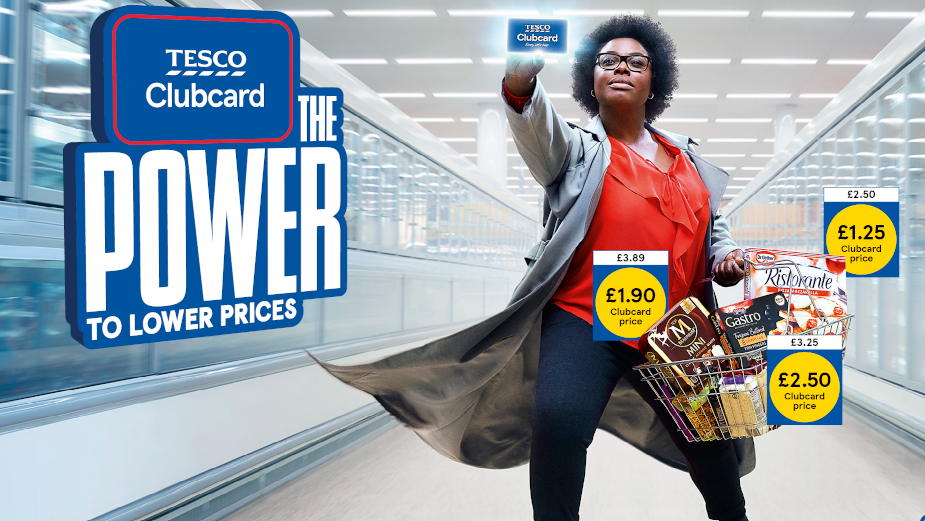 TESCO
Clubcard
THE
POWER
TO LOWER PRICES
TESCO
Clubcard
£2.50
£1.25
Clubcard
price
£3.89
£1.90
Clubcard
price
Ristorante
M
MINI
Gastro
£3.25
£2.50
Clubcard
price